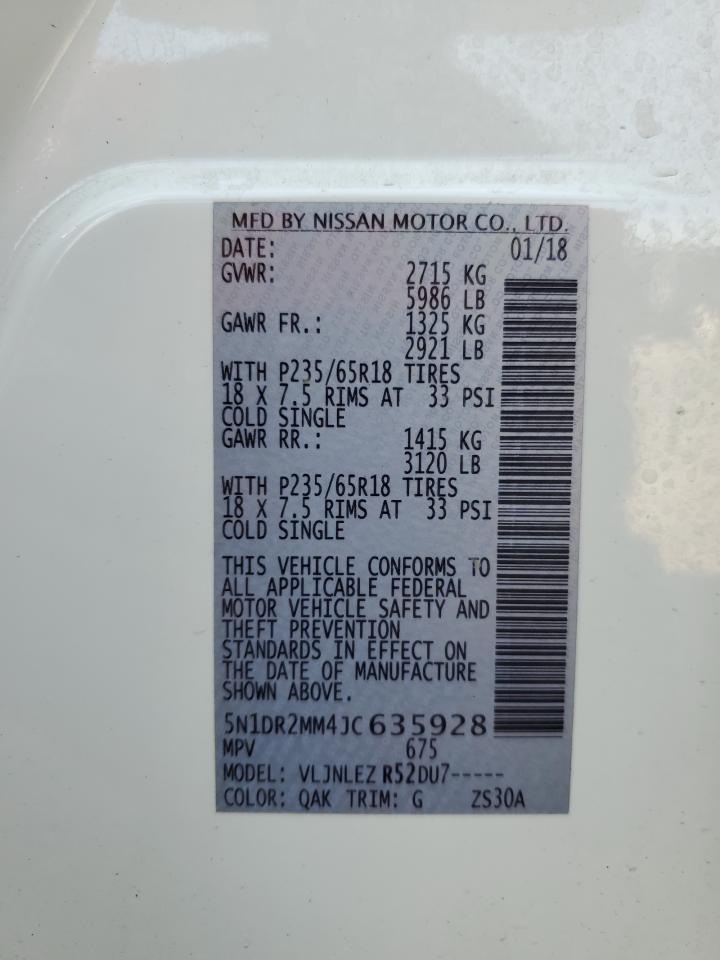 MFD BY NISSAN MOTOR CO., LTD.
DATE: 01/18
GVWR: 2715 KG
5986 LB
GAWR FR.: 1325 KG
2921 LB
WITH P235/65R18 TIRES
18 X 7.5 RIMS AT 33 PSI
COLD SINGLE
GAWR RR.: 1415 KG
3120 LB
WITH P235/65R18 TIRES
18 X 7.5 RIMS AT 33 PSI
COLD SINGLE
THIS VEHICLE CONFORMS TO
ALL APPLICABLE FEDERAL
MOTOR VEHICLE SAFETY AND
THEFT PREVENTION
STANDARDS IN EFFECT ON
THE DATE OF MANUFACTURE
SHOWN ABOVE.
5N1DR2MM4JC635928
MPV 675
MODEL: VLJNLEZ R52DU7-----
COLOR: QAK TRIM: G ZS30A